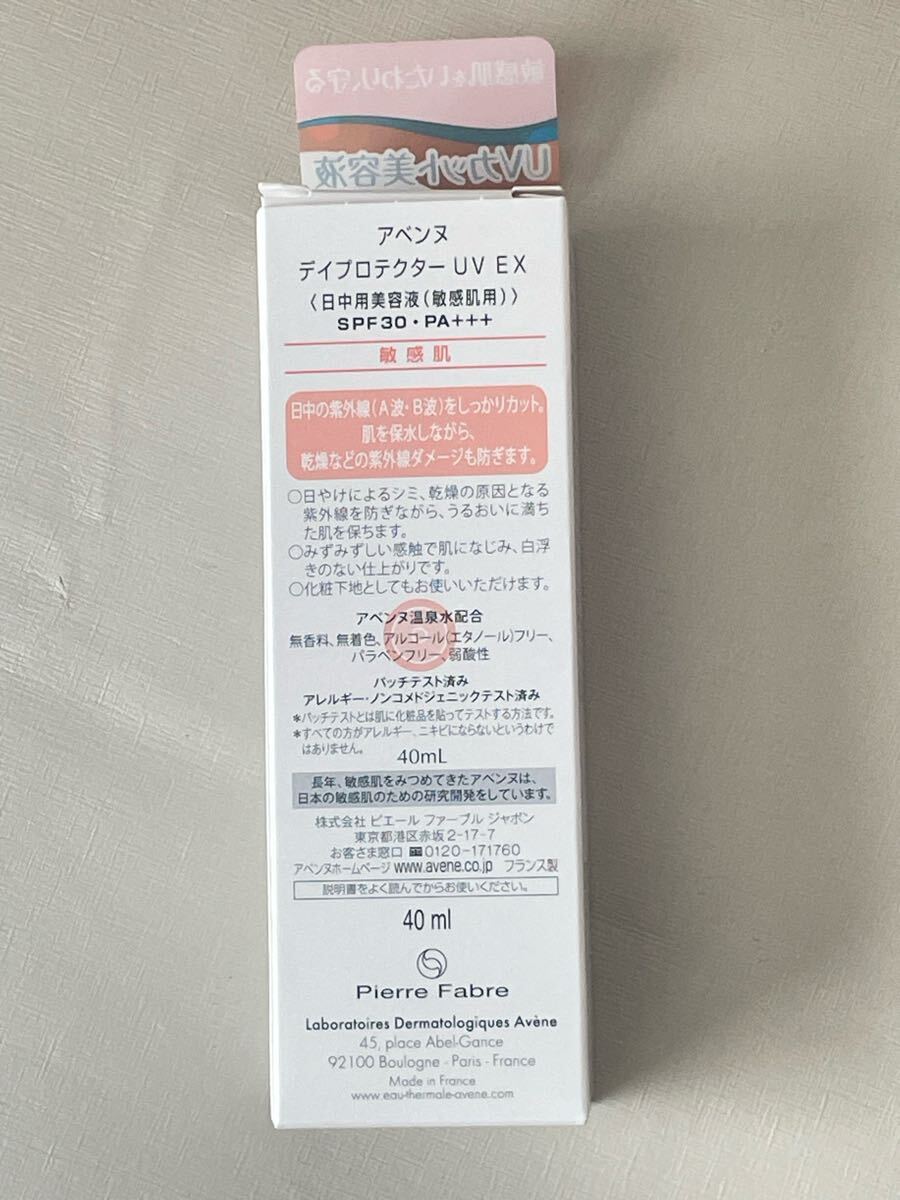 敏感肌をいたわり、守る
UVカット美容液
アベンヌ
デイプロテクター UV EX
〈日中用美容液(敏感肌用)〉
SPF30・PA+++
敏感肌
日中の紫外線(A波・B波)をしっかりカット。
肌を保水しながら、
乾燥などの紫外線ダメージも防ぎます。
○日やけによるシミ、乾燥の原因となる
紫外線を防ぎながら、うるおいに満ち
た肌を保ちます。
○みずみずしい感触で肌になじみ、白浮
きのない仕上がりです。
○化粧下地としてもお使いいただけます。
アベンヌ温泉水配合
無香料、無着色、アルコール(エタノール)フリー、
パラベンフリー、弱酸性
パッチテスト済み
アレルギー・ノンコメドジェニックテスト済み
*パッチテストとは肌に化粧品を貼ってテストする方法です。
*すべての方がアレルギー、ニキビにならないというわけで
はありません。
40mL
長年、敏感肌をみつめてきたアベンヌは、
日本の敏感肌のための研究開発をしています。
株式会社 ピエール ファーブル ジャポン
東京都港区赤坂2-17-7
お客さま窓口 0120-171760
アベンヌホームページ www.avene.co.jp フランス製
説明書をよく読んでからお使いください。
40 ml
Pierre Fabre
Laboratoires Dermatologiques Avène
45, place Abel-Gance
92100 Boulogne - Paris - France
Made in France
www.eau-thermale-avene.com